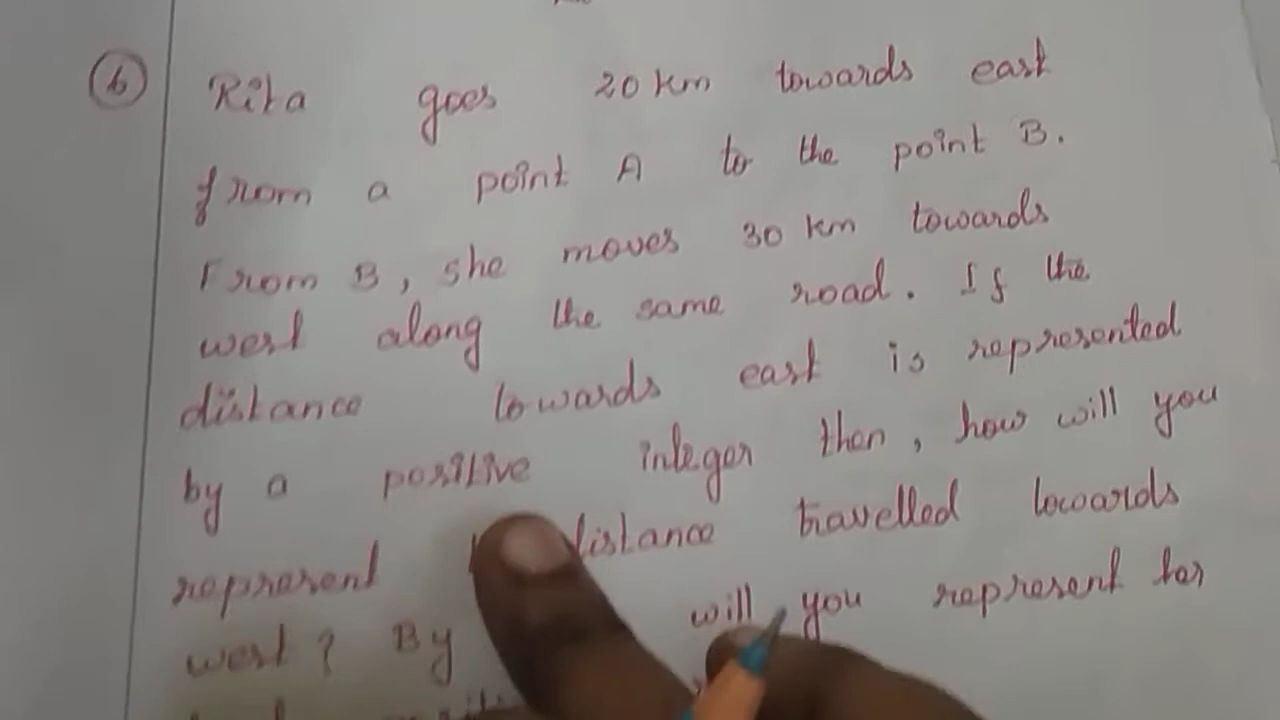 6 Rita goes 20 km towards east
from a point A to the point B.
From B, she moves 30 km towards
west along the same road. If the
distance towards east is represented
by a positive integer then, how will you
represent distance travelled towards
west? By will you represent her